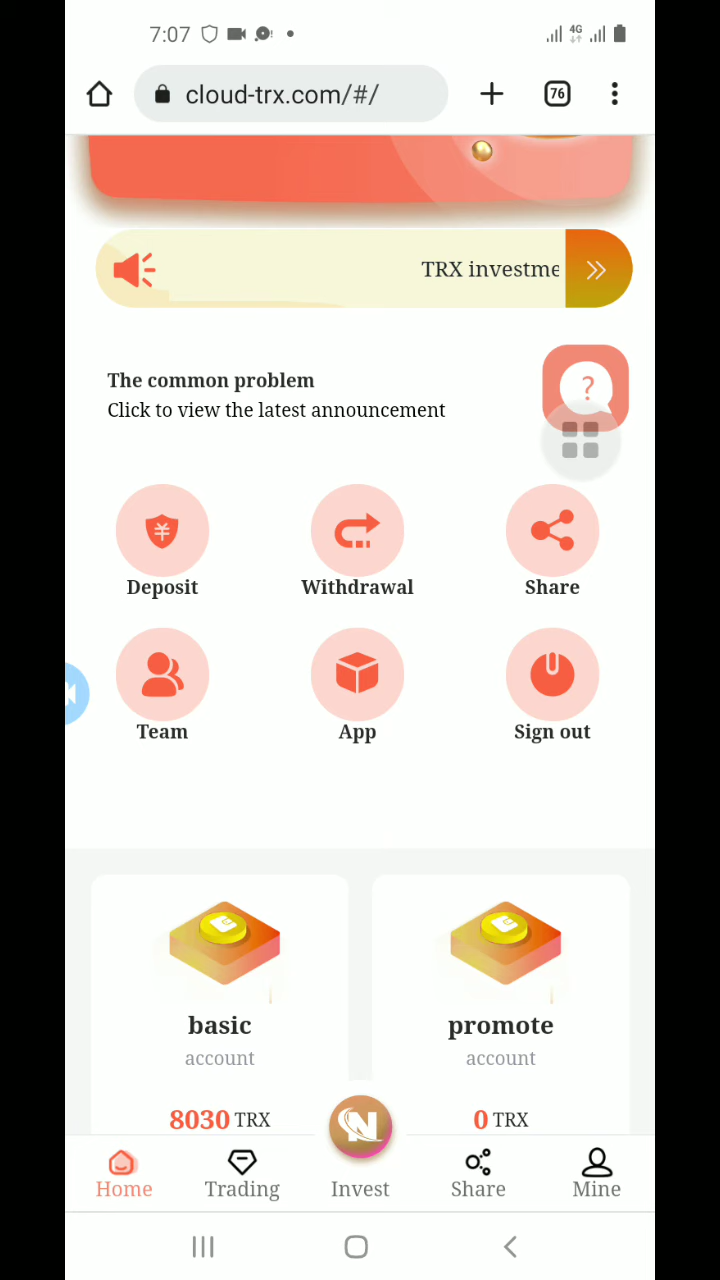 7:07
4G
cloud-trx.com/#/
76
TRX investme
The common problem
Click to view the latest announcement
?
Deposit Withdrawal Share
Team App Sign out
basic promote
account account
8030 TRX 0 TRX
N
Home Trading Invest Share Mine